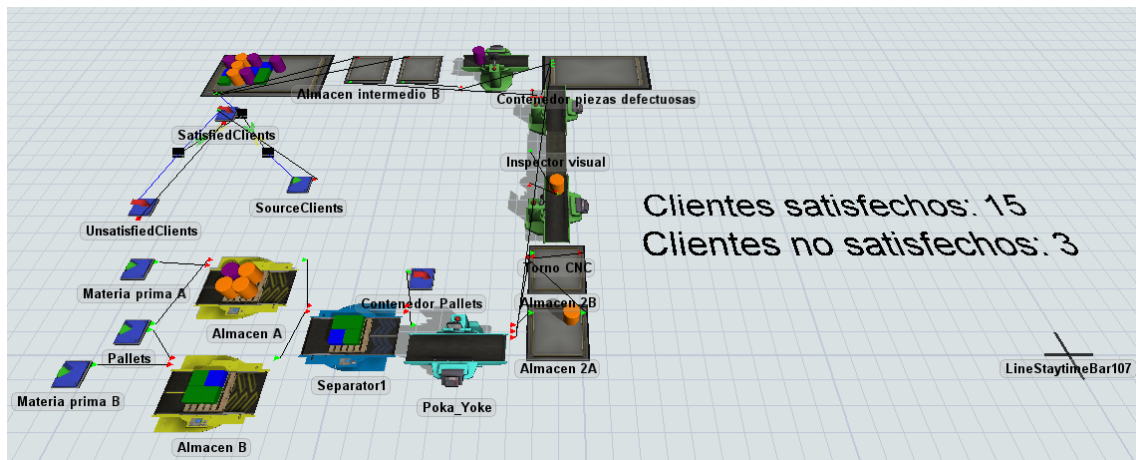 Almacen intermedio B
Contenedor piezas defectuosas
SatisfiedClients
Inspector visual
SourceClients
Clientes satisfechos: 15
UnsatisfiedClients
Clientes no satisfechos: 3
Torno CNC
Materia prima A
Contenedor Pallets
Almacen 2B
Almacen A
Pallets
Almacen 2A
LineStaytimeBar107
Separator1
Materia prima B
Poka_Yoke
Almacen B